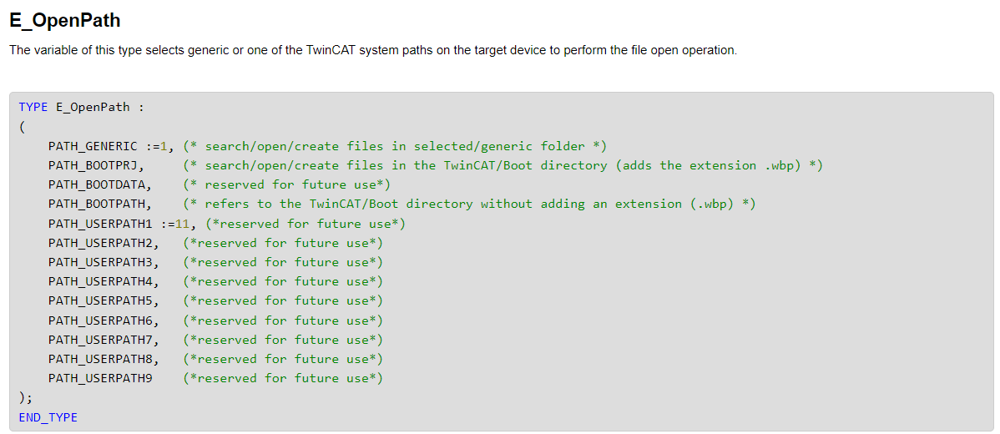 E_OpenPath
The variable of this type selects generic or one of the TwinCAT system paths on the target device to perform the file open operation.
TYPE E_OpenPath :
(
    PATH_GENERIC :=1, (* search/open/create files in selected/generic folder *)
    PATH_BOOTPRJ,     (* search/open/create files in the TwinCAT/Boot directory (adds the extension .wbp) *)
    PATH_BOOTDATA,    (* reserved for future use*)
    PATH_BOOTPATH,    (* refers to the TwinCAT/Boot directory without adding an extension (.wbp) *)
    PATH_USERPATH1 :=11, (*reserved for future use*)
    PATH_USERPATH2,   (*reserved for future use*)
    PATH_USERPATH3,   (*reserved for future use*)
    PATH_USERPATH4,   (*reserved for future use*)
    PATH_USERPATH5,   (*reserved for future use*)
    PATH_USERPATH6,   (*reserved for future use*)
    PATH_USERPATH7,   (*reserved for future use*)
    PATH_USERPATH8,   (*reserved for future use*)
    PATH_USERPATH9    (*reserved for future use*)
);
END_TYPE